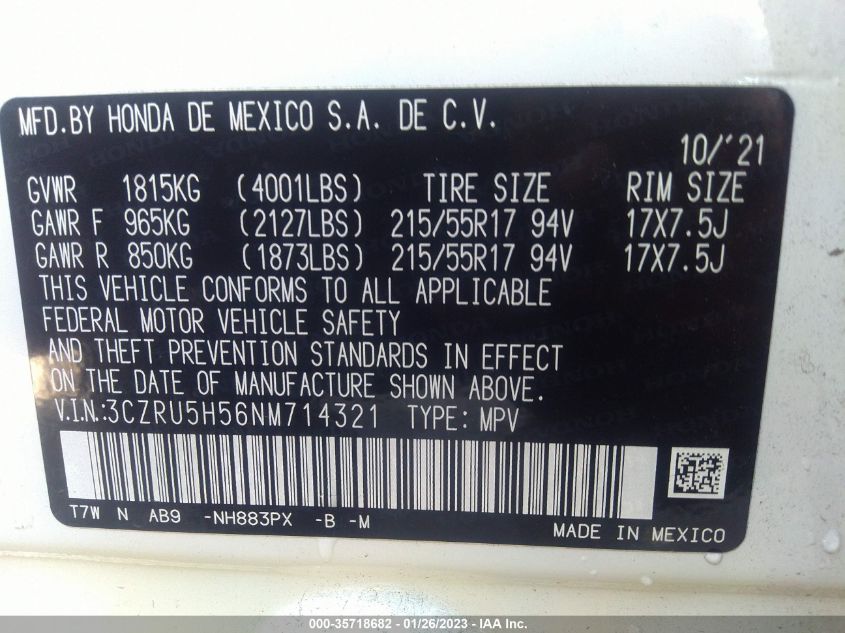 MFD.BY HONDA DE MEXICO S.A. DE C.V.
10/'21
GVWR 1815KG (4001LBS) TIRE SIZE RIM SIZE
GAWR F 965KG (2127LBS) 215/55R17 94V 17X7.5J
GAWR R 850KG (1873LBS) 215/55R17 94V 17X7.5J
THIS VEHICLE CONFORMS TO ALL APPLICABLE
FEDERAL MOTOR VEHICLE SAFETY
AND THEFT PREVENTION STANDARDS IN EFFECT
ON THE DATE OF MANUFACTURE SHOWN ABOVE.
V.I.N.:3CZRU5H56NM714321 TYPE: MPV
T7W N AB9 -NH883PX -B -M
MADE IN MEXICO
000-35718682 - 01/26/2023 - IAA Inc.